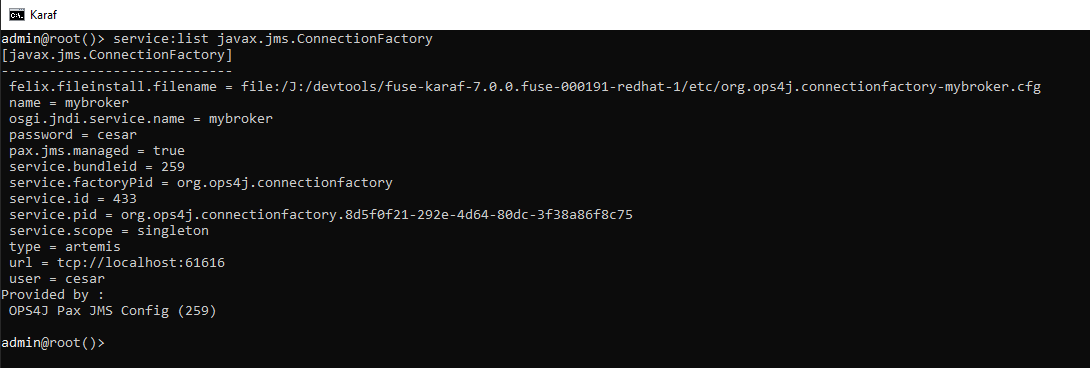 C:\.
Karaf
admin@root()> service:list javax.jms.ConnectionFactory
[javax.jms.ConnectionFactory]
-----------------------------
felix.fileinstall.filename = file:/J:/devtools/fuse-karaf-7.0.0.fuse-000191-redhat-1/etc/org.ops4j.connectionfactory-mybroker.cfg
name = mybroker
osgi.jndi.service.name = mybroker
password = cesar
pax.jms.managed = true
service.bundleid = 259
service.factoryPid = org.ops4j.connectionfactory
service.id = 433
service.pid = org.ops4j.connectionfactory.8d5f0f21-292e-4d64-80dc-3f38a86f8c75
service.scope = singleton
type = artemis
url = tcp://localhost:61616
user = cesar
Provided by :
OPS4J Pax JMS Config (259)
admin@root()>